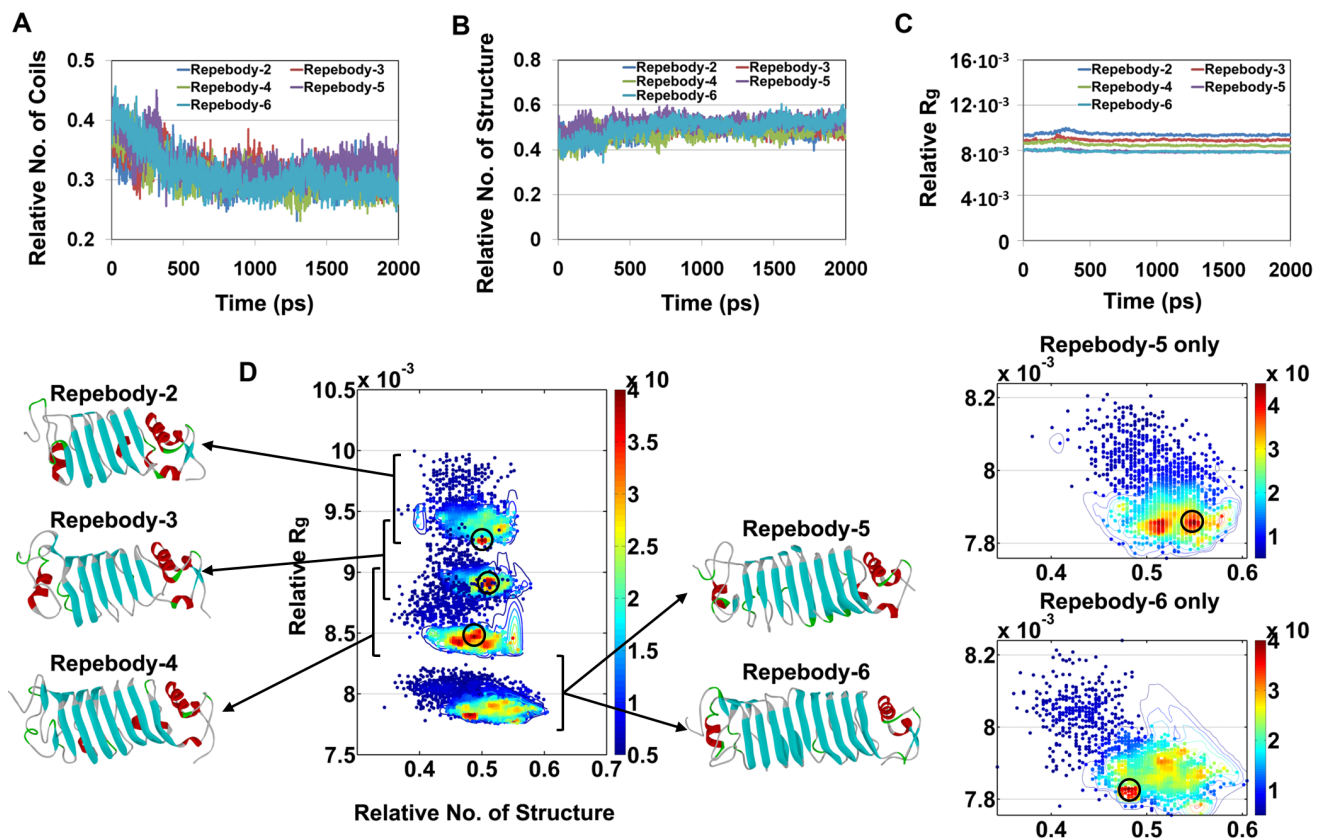 A
Relative No. of Coils
0.5
0.4
0.3
0.2
Repebody-2 Repebody-3
Repebody-4 Repebody-5
Repebody-6
0 500 1000 1500 2000
Time (ps)
B
Relative No. of Structure
0.8
0.6
0.4
0.2
0
Repebody-2 Repebody-3
Repebody-4 Repebody-5
Repebody-6
0 500 1000 1500 2000
Time (ps)
C
Relative Rg
16·10-3
12·10-3
8·10-3
4·10-3
0
Repebody-2 Repebody-3
Repebody-4 Repebody-5
Repebody-6
0 500 1000 1500 2000
Time (ps)
Repebody-2
Repebody-3
Repebody-4
D
x 10-3
Relative Rg
10.5
10
9.5
9
8.5
8
7.5
0.4 0.5 0.6 0.7
Relative No. of Structure
x 10
4
3.5
3
2.5
2
1.5
1
0.5
Repebody-5
Repebody-6
Repebody-5 only
x 10-3
8.2
8
7.8
0.4 0.5 0.6
x 10
4
3
2
1
Repebody-6 only
x 10-3
8.2
8
7.8
0.4 0.5 0.6
x 10
4
3
2
1